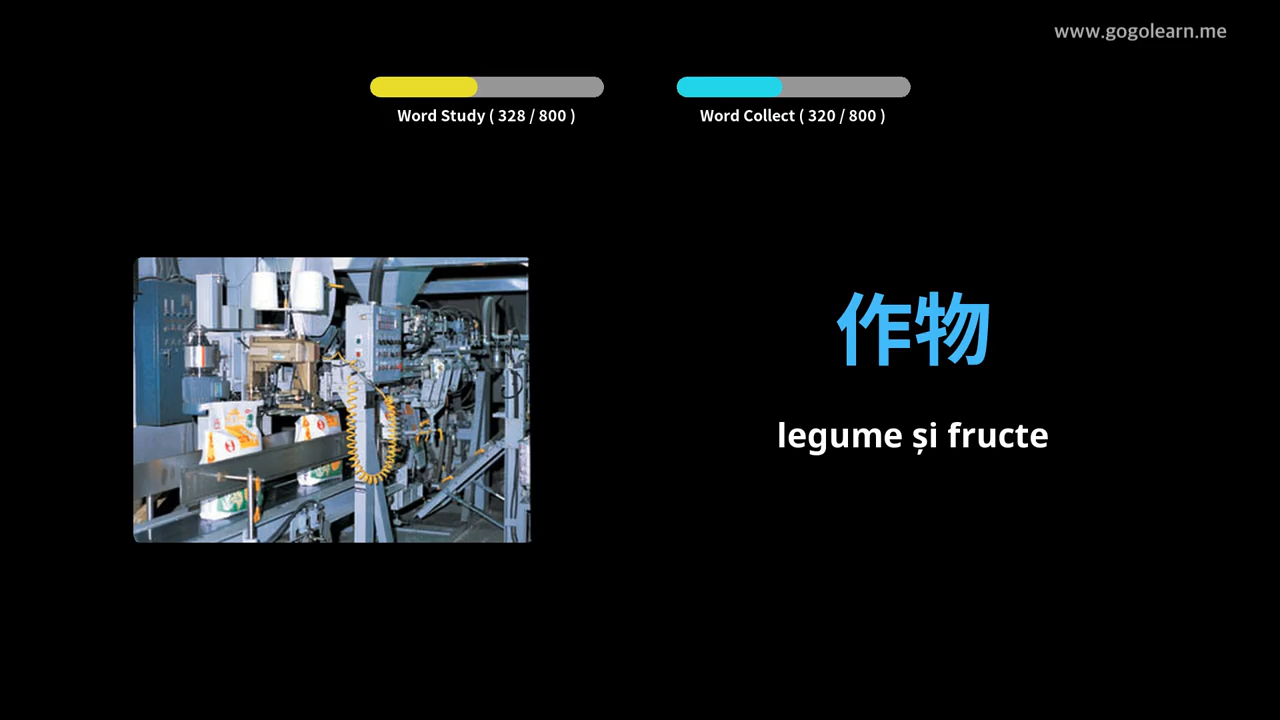 www.gogolearn.me
Word Study ( 328 / 800 )
Word Collect ( 320 / 800 )
作物
legume și fructe